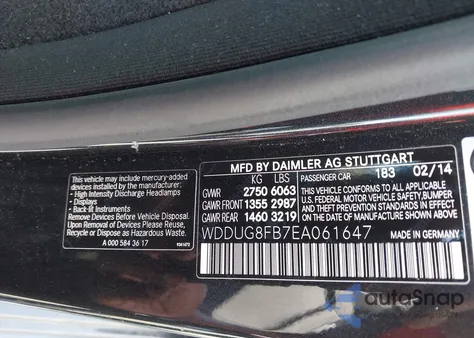 This vehicle may include mercury-added
devices installed by the manufacturer:
- High Intensity Discharge Headlamps
- Displays
- Back-lit Instruments
Remove Devices Before Vehicle Disposal.
Upon Removal of Devices Please Reuse,
Recycle or Dispose as Hazardous Waste.
A 000 584 36 17
MFD BY DAIMLER AG STUTTGART
KG LBS
GVWR 2750 6063
GAWR FRONT 1355 2987
GAWR REAR 1460 3219
PASSENGER CAR 183 02/14
THIS VEHICLE CONFORMS TO ALL APPLICABLE
U.S. FEDERAL MOTOR VEHICLE SAFETY,BUMPER
AND THEFT PREVENTION STANDARDS IN EFFECT
ON THE DATE OF MANUFACTURE SHOWN ABOVE.
WDDUG8FB7EA061647
autoSnap